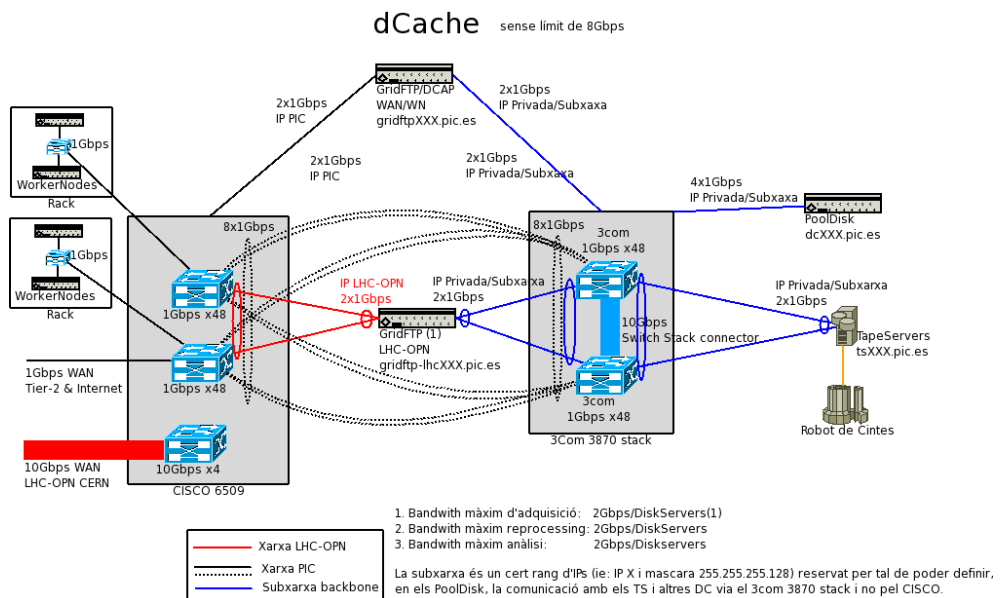 dCache
sense límit de 8Gbps
GridFTP/DCAP
WAN/WN
gridftpXXX.pic.es
2x1Gbps
IP PIC
2x1Gbps
IP Privada/Subxaxa
1Gbps
WorkerNodes
Rack
2x1Gbps
IP PIC
2x1Gbps
IP Privada/Subxaxa
4x1Gbps
IP Privada/Subxaxa
PoolDisk
dcXXX.pic.es
8x1Gbps
8x1Gbps
3com
1Gbps x48
1Gbps
WorkerNodes
Rack
1Gbps x48
IP LHC-OPN
2x1Gbps
IP Privada/Subxarxa
2x1Gbps
GridFTP (1)
LHC-OPN
gridftp-lhcXXX.pic.es
10Gbps
Switch Stack connector
IP Privada/Subxarxa
2x1Gbps
TapeServers
tsXXX.pic.es
1Gbps WAN
Tier-2 & Internet
1Gbps x48
3com
1Gbps x48
3Com 3870 stack
Robot de Cintes
10Gbps WAN
LHC-OPN CERN
10Gbps x4
CISCO 6509
1. Bandwith màxim d'adquisició: 2Gbps/DiskServers(1)
2. Bandwith màxim reprocessing: 2Gbps/DiskServers
3. Bandwith màxim anàlisi: 2Gbps/Diskservers
Xarxa LHC-OPN
Xarxa PIC
Subxarxa backbone
La subxarxa és un cert rang d'IPs (ie: IP X i mascara 255.255.255.128) reservat per tal de poder definir,
en els PoolDisk, la comunicació amb els TS i altres DC via el 3com 3870 stack i no pel CISCO.